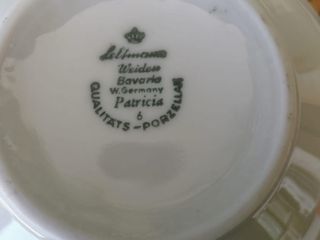 Seltmann
Weiden
Bavaria
W. Germany
Patricia
6
QUALITÄTS-PORZELLAN